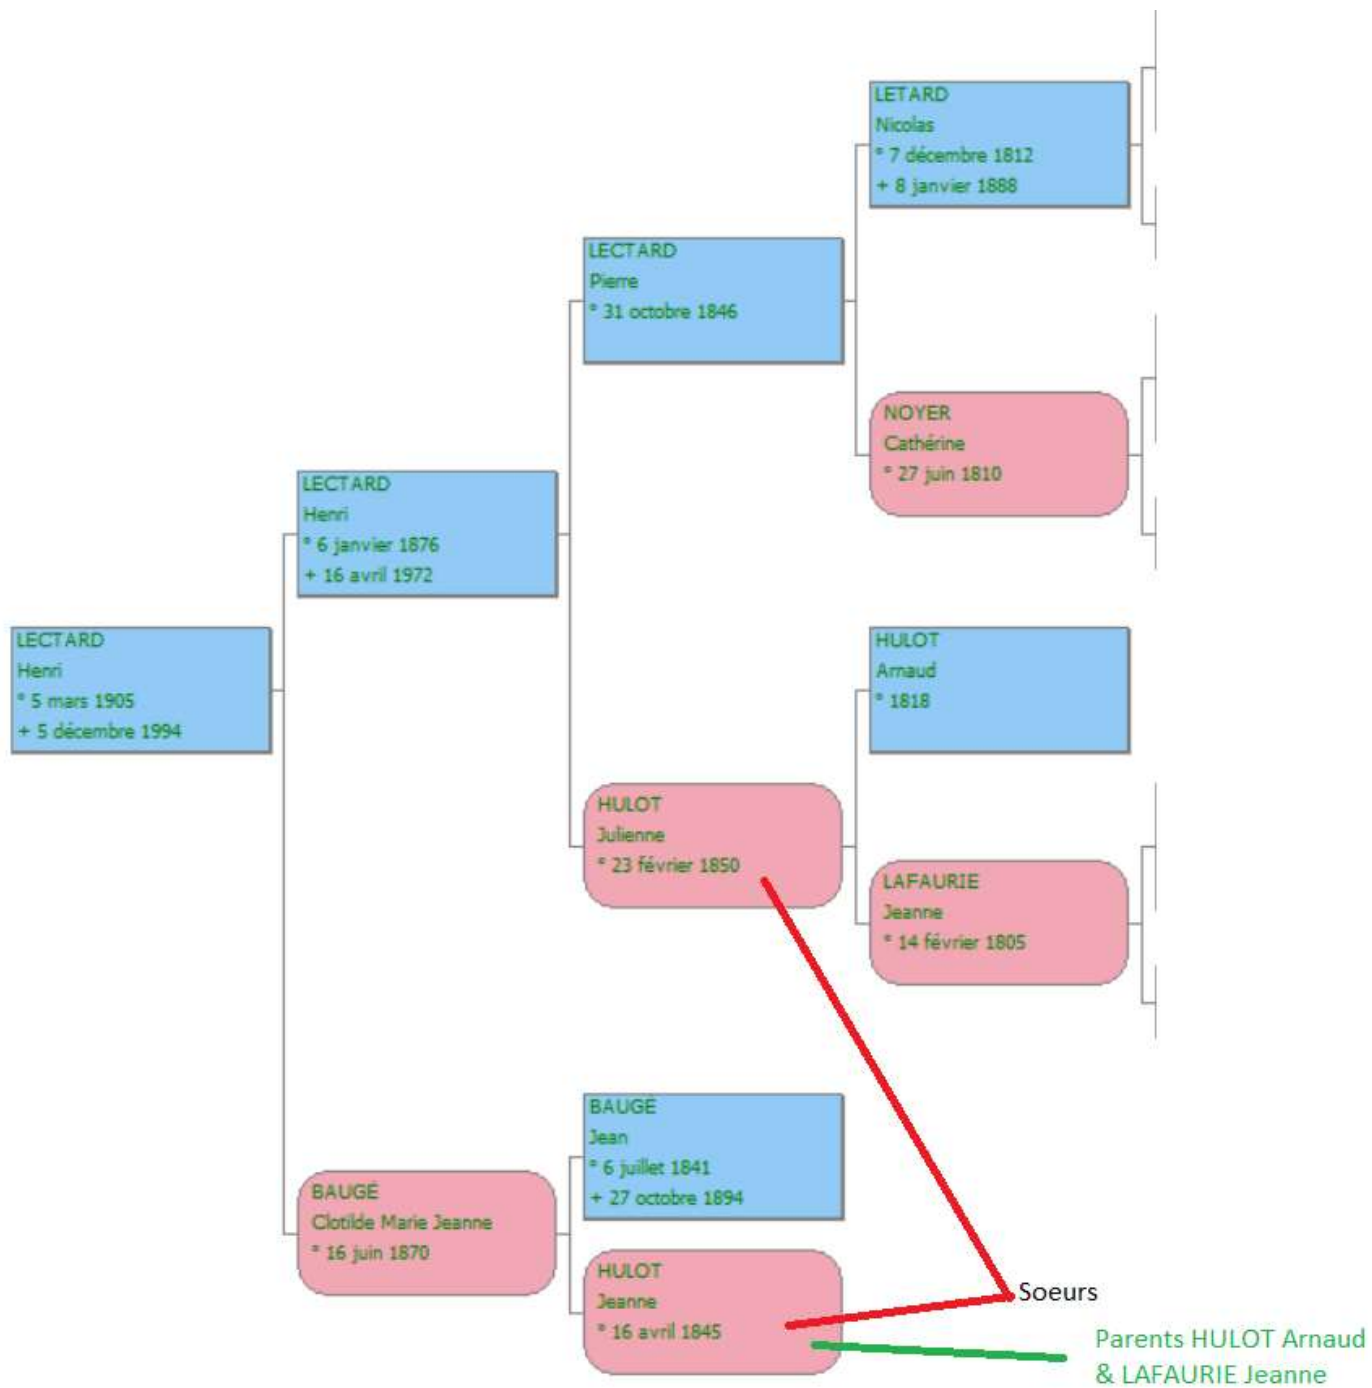 LETARD
Nicolas
° 7 décembre 1812
+ 8 janvier 1888
LECTARD
Pierre
° 31 octobre 1846
NOYER
Cathérine
° 27 juin 1810
LECTARD
Henri
° 6 janvier 1876
+ 16 avril 1972
LECTARD
Henri
° 5 mars 1905
+ 5 décembre 1994
HULOT
Arnaud
° 1818
HULOT
Julienne
° 23 février 1850
LAFAURIE
Jeanne
° 14 février 1805
BAUGÉ
Jean
° 6 juillet 1841
+ 27 octobre 1894
BAUGÉ
Clotilde Marie Jeanne
° 16 juin 1870
HULOT
Jeanne
° 16 avril 1845
Soeurs
Parents HULOT Arnaud
& LAFAURIE Jeanne